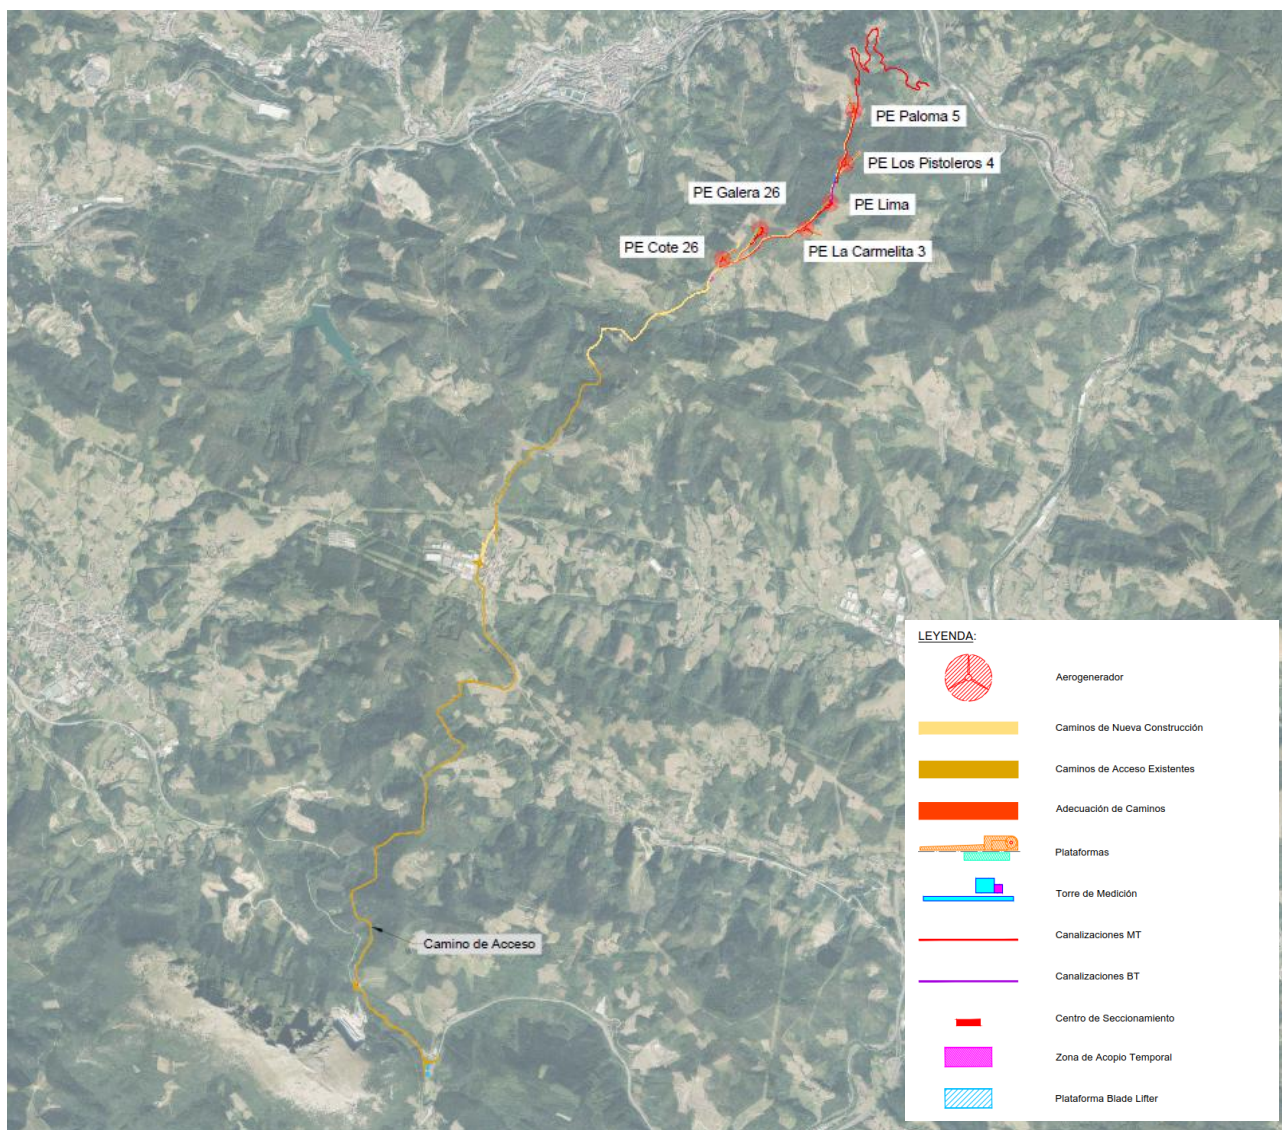 PE Paloma 5
PE Los Pistoleros 4
PE Galera 26
PE Lima
PE Cote 26
PE La Carmelita 3
Camino de Acceso
LEYENDA:
Aerogenerador
Caminos de Nueva Construcción
Caminos de Acceso Existentes
Adecuación de Caminos
Plataformas
Torre de Medición
Canalizaciones MT
Canalizaciones BT
Centro de Seccionamiento
Zona de Acopio Temporal
Plataforma Blade Lifter